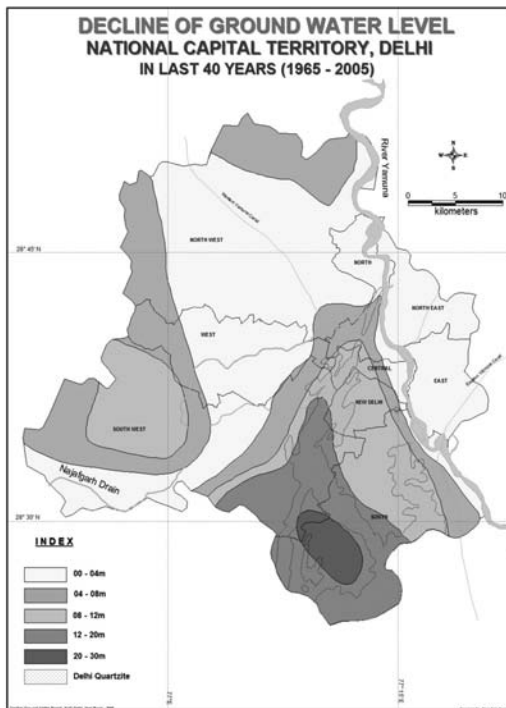 DECLINE OF GROUND WATER LEVEL
NATIONAL CAPITAL TERRITORY, DELHI
IN LAST 40 YEARS (1965 - 2005)
River Yamuna
N
W E
S
0 5 10
kilometers
28° 45' N
NORTH WEST
NORTH
NORTH EAST
WEST
CENTRAL
EAST
NEW DELHI
SOUTH WEST
Najafgarh Drain
SOUTH
28° 30' N
INDEX
00 - 04m
04 - 08m
08 - 12m
12 - 20m
20 - 30m
Delhi Quartzite